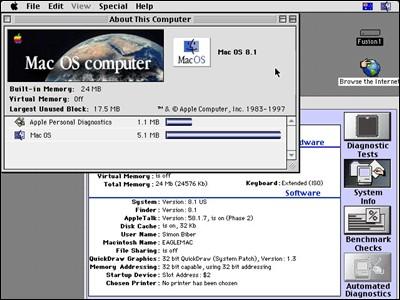 File Edit View Special Help
About This Computer
Mac OS computer
MacOS
Mac OS 8.1
Built-in Memory: 24 MB
Virtual Memory: Off
Largest Unused Block: 17.5 MB
™ & © Apple Computer, Inc. 1983-1997
Apple Personal Diagnostics 1.1 MB
Mac OS 5.1 MB
Fusion1
Browse the Internet
dware
Virtual Memory: is off
Total Memory: 24 MB (24576 Kb)
Keyboard: Extended (ISO)
Software
System: Version: 8.1 US
Finder: Version: 8.1
AppleTalk: Version: 58.1.7, is on (Phase 2)
Disk Cache: is on, 32 Kb
User Name: Simon Biber
Macintosh Name: EAGLEMAC
File Sharing: is off
QuickDraw Graphics: 32 bit QuickDraw (System Patch), Version: 1.3
Memory Addressing: 32 bit capable, using 32 bit addressing
Startup Device: Slot Address: $2
Chosen Printer: No printer has been chosen
Diagnostic
Tests
System
Info
Benchmark
Checks
Automated
Diagnostics